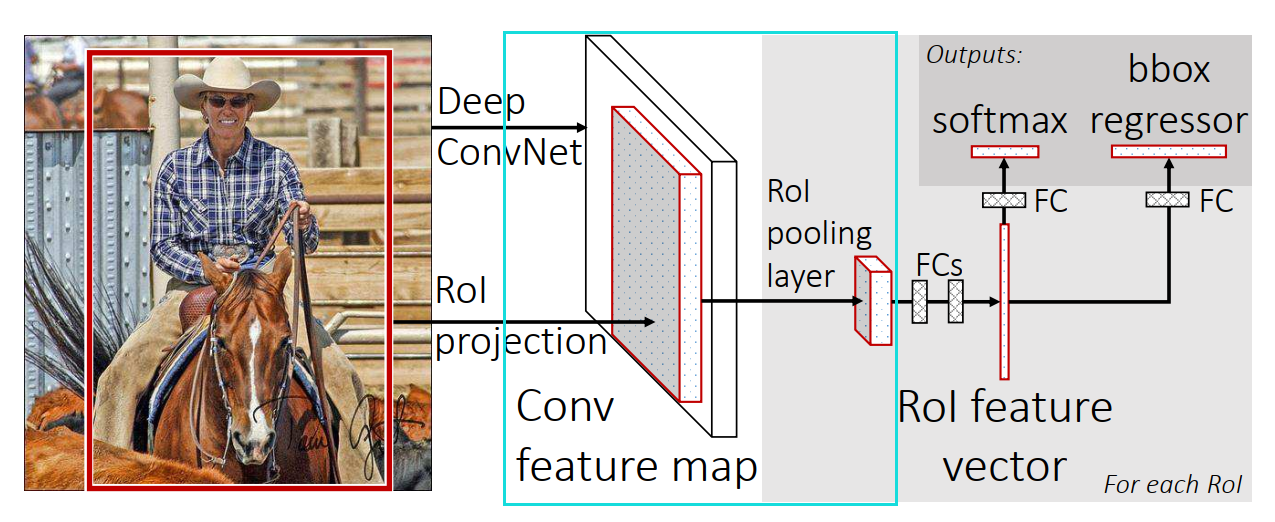 Deep
ConvNet
RoI
projection
Conv
feature map
RoI
pooling
layer
FCs
RoI feature
vector
Outputs:
softmax
bbox
regressor
FC
FC
For each RoI